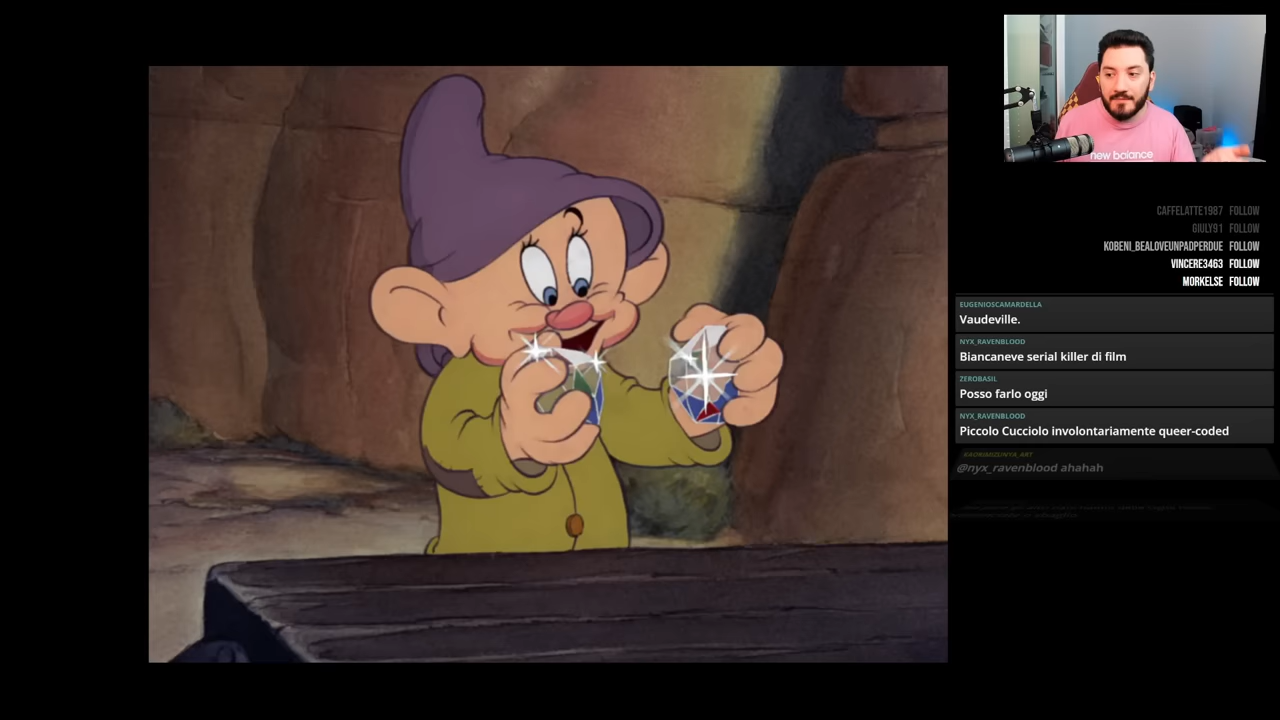 new balance
CAFFELATTE1987 FOLLOW
GIULY91 FOLLOW
KOBENI_BEALOVEUNPADPERDUE FOLLOW
VINCERE3463 FOLLOW
MORKELSE FOLLOW
EUGENIOSCAMARDELLA
Vaudeville.
NYX_RAVENBLOOD
Biancaneve serial killer di film
ZEROBASIL
Posso farlo oggi
NYX_RAVENBLOOD
Piccolo Cucciolo involontariamente queer-coded
@nyx_ravenblood ahahah